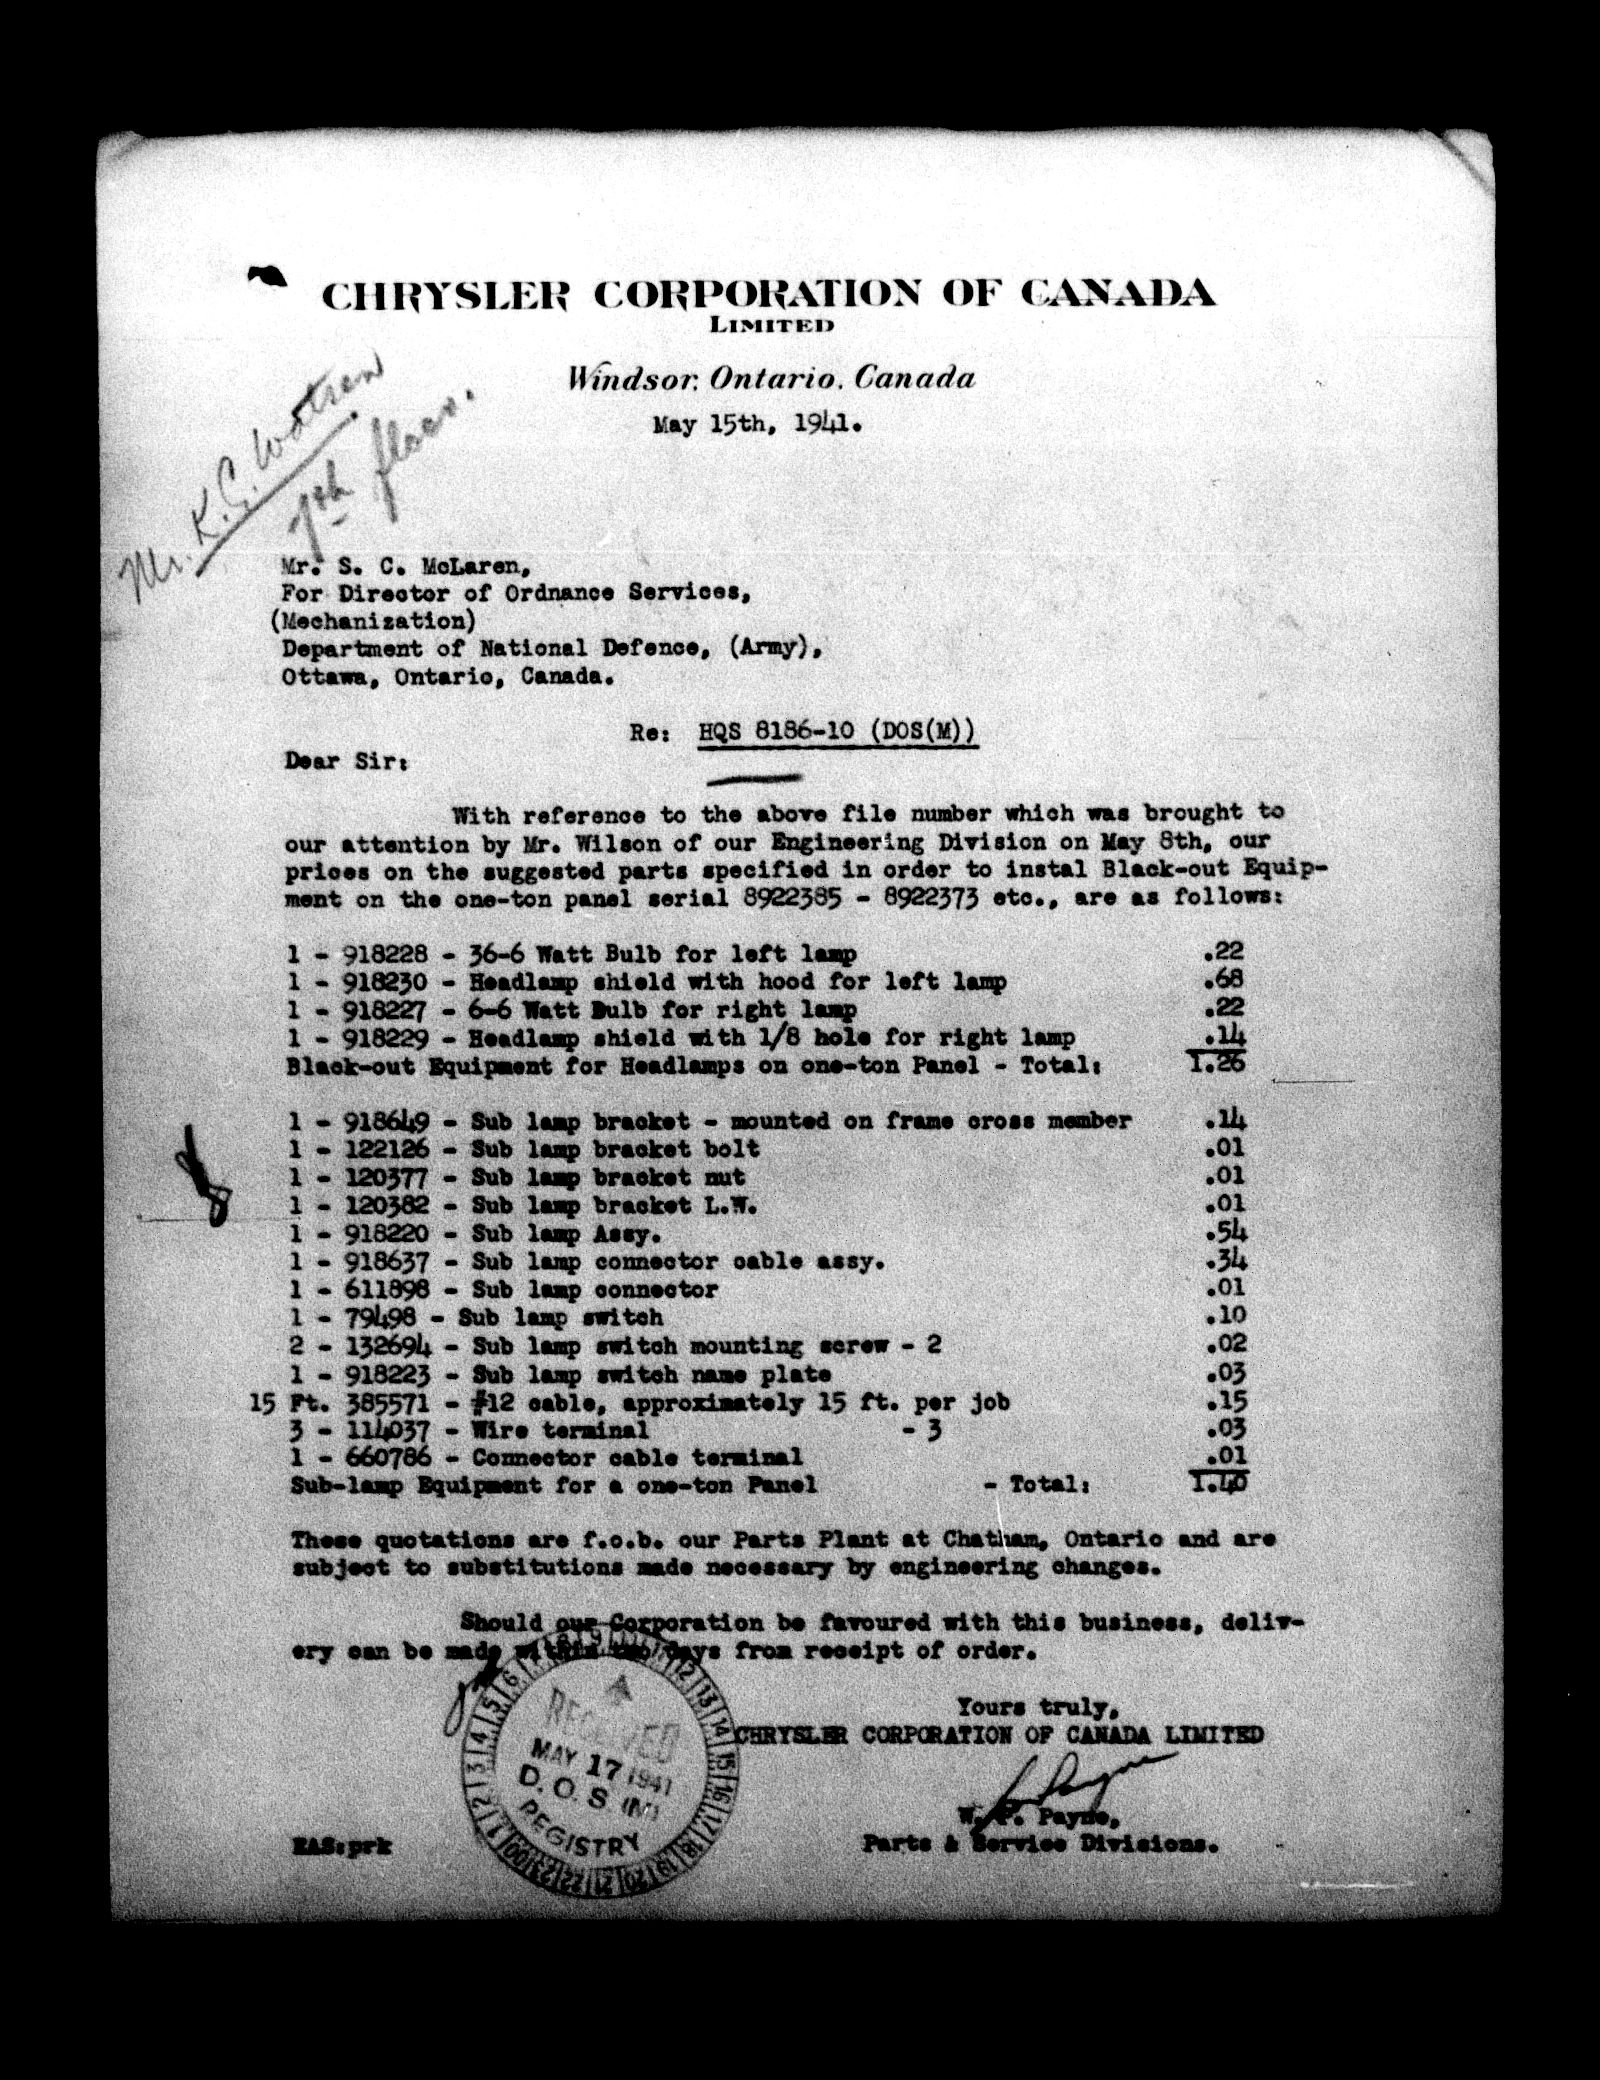 CHRYSLER CORPORATION OF CANADA
LIMITED
Windsor, Ontario, Canada
May 15th, 1941.
Mr. K.G. Watson
7th floor.
Mr. S. C. McLaren,
For Director of Ordnance Services,
(Mechanization)
Department of National Defence, (Army),
Ottawa, Ontario, Canada.
Re: HQS 8186-10 (DOS(M))
Dear Sir:
With reference to the above file number which was brought to
our attention by Mr. Wilson of our Engineering Division on May 8th, our
prices on the suggested parts specified in order to instal Black-out Equip-
ment on the one-ton panel serial 8922385 - 8922373 etc., are as follows:
1 - 918228 - 36-6 Watt Bulb for left lamp .22
1 - 918230 - Headlamp shield with hood for left lamp .68
1 - 918227 - 6-6 Watt Bulb for right lamp .22
1 - 918229 - Headlamp shield with 1/8 hole for right lamp .14
Black-out Equipment for Headlamps on one-ton Panel - Total: 1.26
1 - 918649 - Sub lamp bracket - mounted on frame cross member .14
1 - 122126 - Sub lamp bracket bolt .01
1 - 120377 - Sub lamp bracket nut .01
1 - 120382 - Sub lamp bracket L.W. .01
1 - 918220 - Sub lamp Assy. .54
1 - 918637 - Sub lamp connector cable assy. .34
1 - 611898 - Sub lamp connector .01
1 - 79498 - Sub lamp switch .10
2 - 132694 - Sub lamp switch mounting screw - 2 .02
1 - 918223 - Sub lamp switch name plate .03
15 Ft. 385571 - #12 cable, approximately 15 ft. per job .15
3 - 114037 - Wire terminal - 3 .03
1 - 660786 - Connector cable terminal .01
Sub-lamp Equipment for a one-ton Panel - Total: 1.40
These quotations are f.o.b. our Parts Plant at Chatham, Ontario and are
subject to substitutions made necessary by engineering changes.
Should our Corporation be favoured with this business, deliv-
ery can be made within two days from receipt of order.
Yours truly,
CHRYSLER CORPORATION OF CANADA LIMITED
W. P. Payne,
Parts & Service Divisions.
RECEIVED
MAY 17 1941
D. O. S. (M)
REGISTRY
EAS:prk